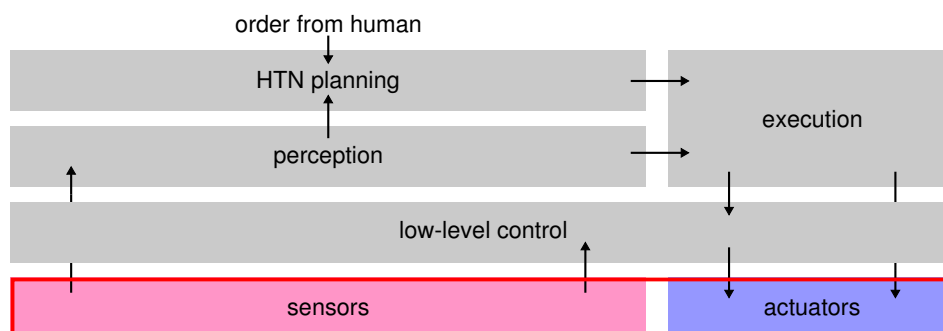 order from human
HTN planning
execution
perception
low-level control
sensors
actuators